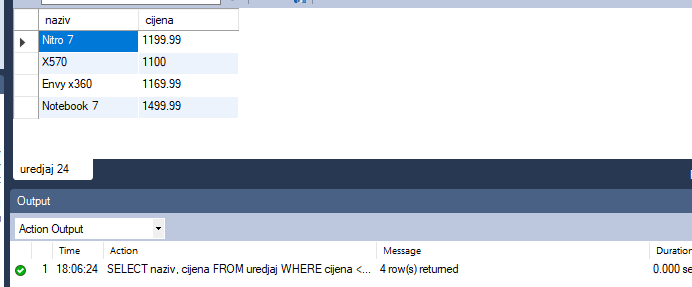 naziv cijena
Nitro 7 1199.99
X570 1100
Envy x360 1169.99
Notebook 7 1499.99
uredjaj 24
Output
Action Output
Time Action Message Duration
1 18:06:24 SELECT naziv, cijena FROM uredjaj WHERE cijena <... 4 row(s) returned 0.000 se